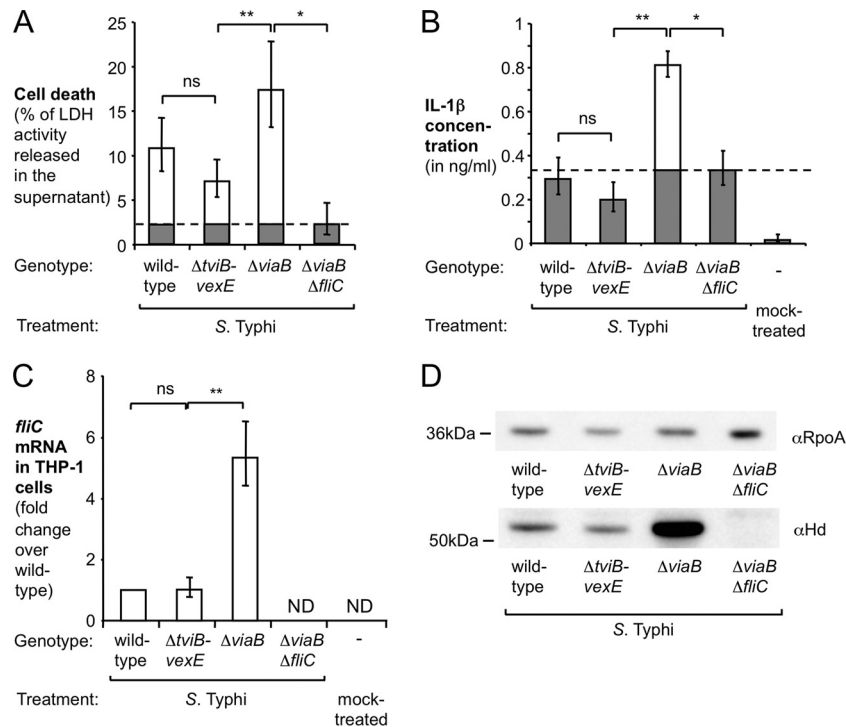 A
Cell death
(% of LDH
activity
released
in the
supernatant)
25
20
15
10
5
0
ns
**
*
Genotype:
wild-
type
ΔtviB-
vexE
ΔviaB
ΔviaB
ΔfliC
Treatment:
S. Typhi
B
IL-1β
concen-
tration
(in ng/ml)
1
0.8
0.6
0.4
0.2
0
ns
**
*
Genotype:
wild-
type
ΔtviB-
vexE
ΔviaB
ΔviaB
ΔfliC
-
Treatment:
S. Typhi
mock-
treated
C
fliC
mRNA
in THP-1
cells
(fold
change
over
wild-
type)
8
6
4
2
0
ns
**
ND
ND
Genotype:
wild-
type
ΔtviB-
vexE
ΔviaB
ΔviaB
ΔfliC
-
Treatment:
S. Typhi
mock-
treated
D
36kDa
αRpoA
wild-
type
ΔtviB-
vexE
ΔviaB
ΔviaB
ΔfliC
50kDa
αHd
wild-
type
ΔtviB-
vexE
ΔviaB
ΔviaB
ΔfliC
S. Typhi